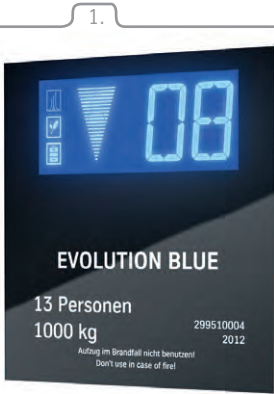 1.
08
EVOLUTION BLUE
13 Personen
1000 kg
299510004
2012
Aufzug im Brandfall nicht benutzen!
Don't use in case of fire!